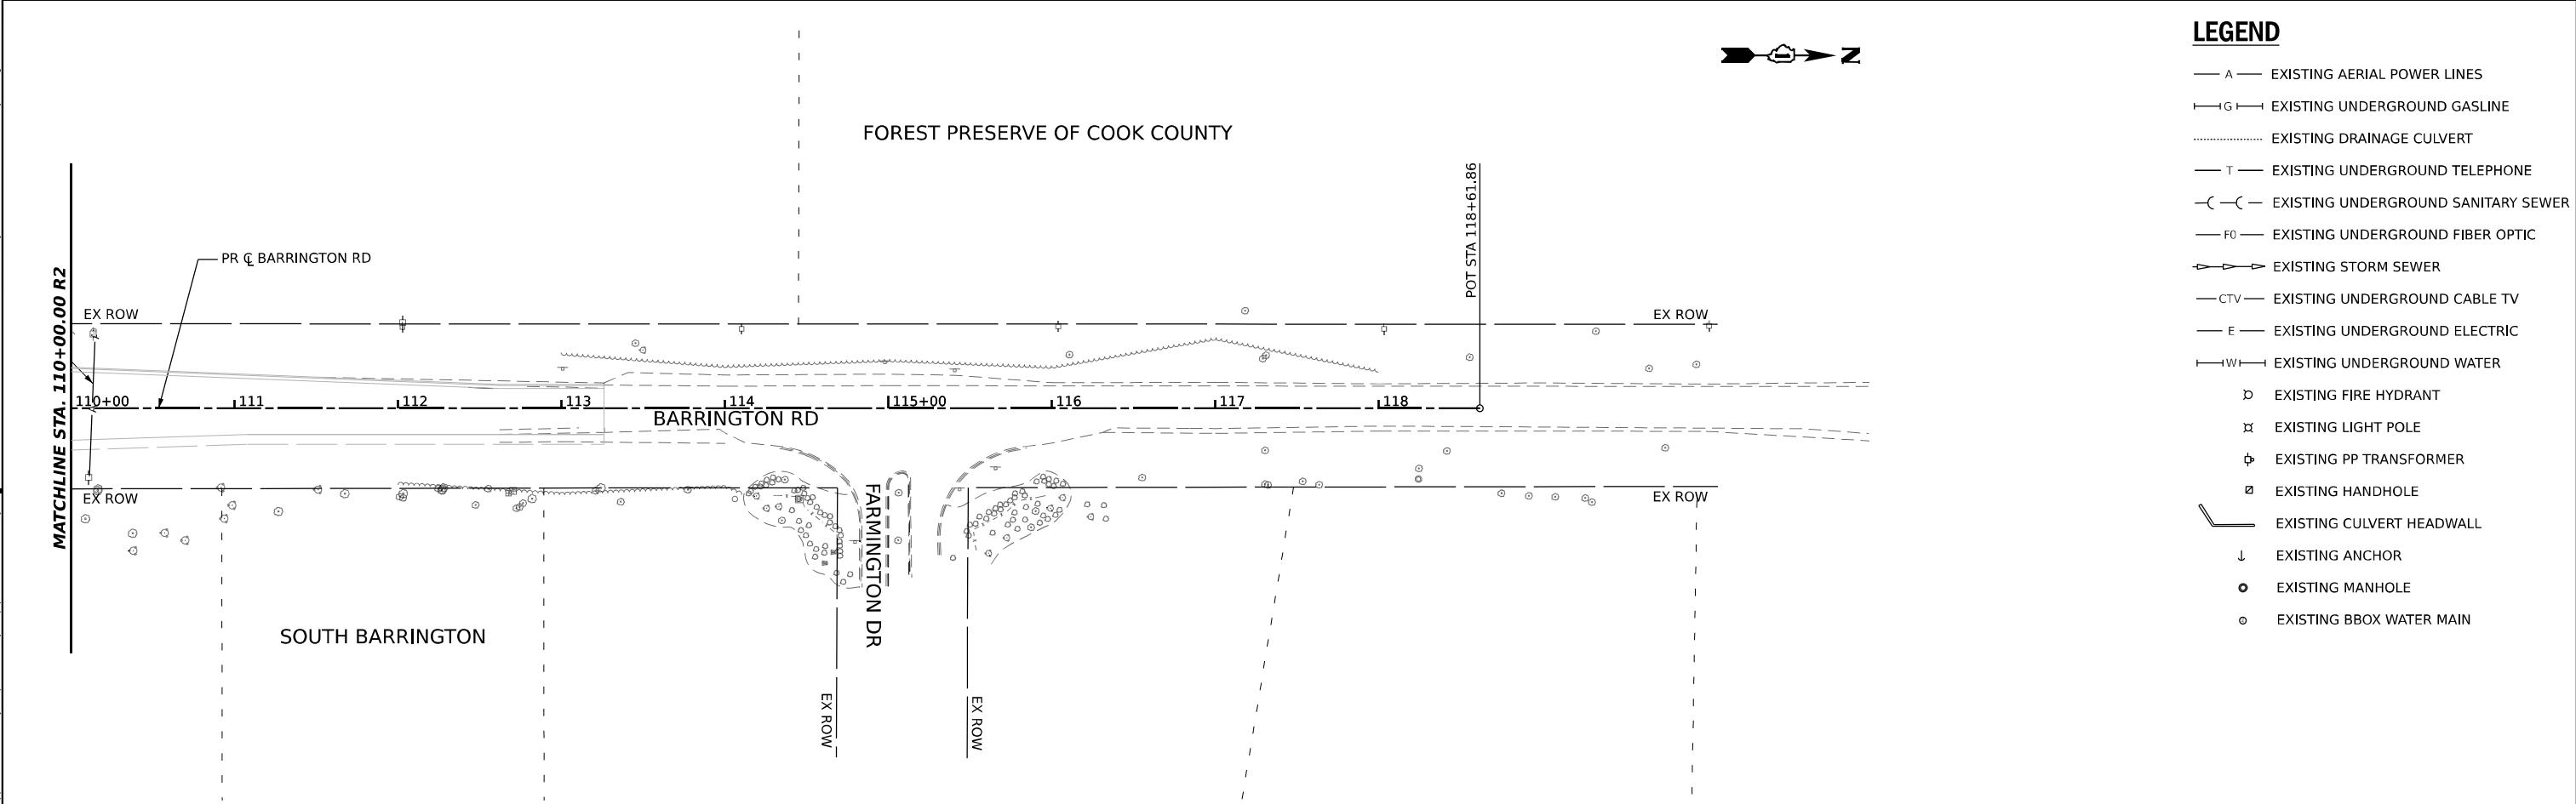 N
FOREST PRESERVE OF COOK COUNTY
MATCHLINE STA. 110+00.00 R2
PR ℄ BARRINGTON RD
POT STA 118+61.86
EX ROW
EX ROW
A
A
110+00 111 112 113 114 115+00 116 117 118
BARRINGTON RD
EX ROW
EX ROW
FARMINGTON DR
SOUTH BARRINGTON
EX ROW
EX ROW
LEGEND
A EXISTING AERIAL POWER LINES
G EXISTING UNDERGROUND GASLINE
EXISTING DRAINAGE CULVERT
T EXISTING UNDERGROUND TELEPHONE
EXISTING UNDERGROUND SANITARY SEWER
FO EXISTING UNDERGROUND FIBER OPTIC
EXISTING STORM SEWER
CTV EXISTING UNDERGROUND CABLE TV
E EXISTING UNDERGROUND ELECTRIC
W EXISTING UNDERGROUND WATER
EXISTING FIRE HYDRANT
EXISTING LIGHT POLE
EXISTING PP TRANSFORMER
EXISTING HANDHOLE
EXISTING CULVERT HEADWALL
EXISTING ANCHOR
EXISTING MANHOLE
EXISTING BBOX WATER MAIN